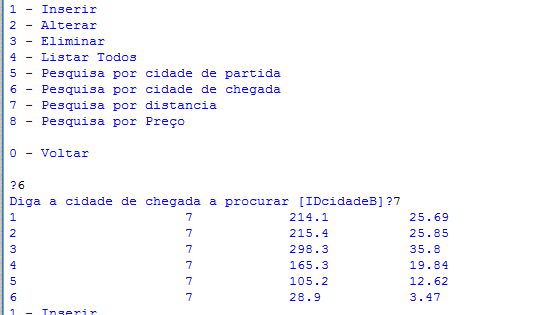 1 - Inserir
2 - Alterar
3 - Eliminar
4 - Listar Todos
5 - Pesquisa por cidade de partida
6 - Pesquisa por cidade de chegada
7 - Pesquisa por distancia
8 - Pesquisa por Preço
0 - Voltar
?6
Diga a cidade de chegada a procurar [IDcidadeB]?7
1 7 214.1 25.69
2 7 215.4 25.85
3 7 298.3 35.8
4 7 165.3 19.84
5 7 105.2 12.62
6 7 28.9 3.47
1 - Inserir